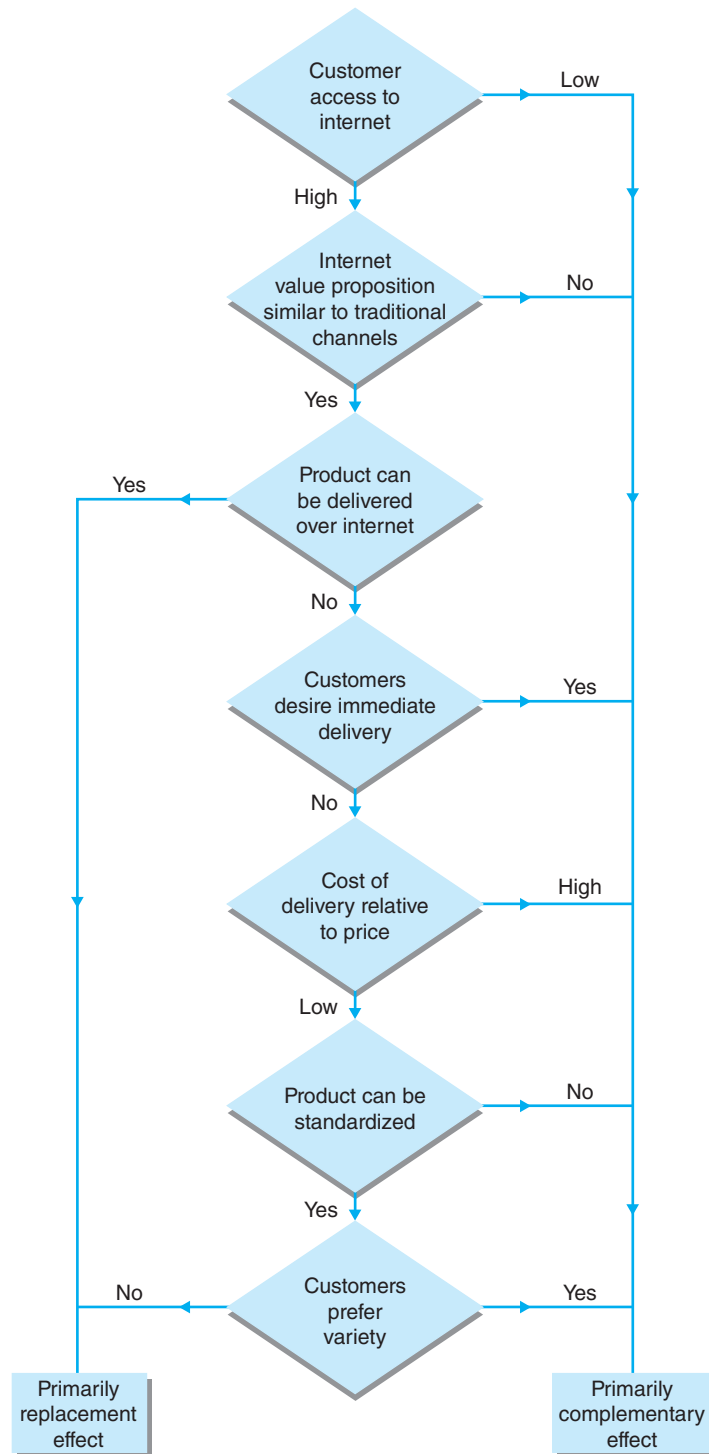 Customer
access to
internet
Low
High
Internet
value proposition
similar to traditional
channels
No
Yes
Product can
be delivered
over internet
Yes
No
Customers
desire immediate
delivery
Yes
No
Cost of
delivery relative
to price
High
Low
Product can be
standardized
No
Yes
Customers
prefer
variety
No
Yes
Primarily
replacement
effect
Primarily
complementary
effect